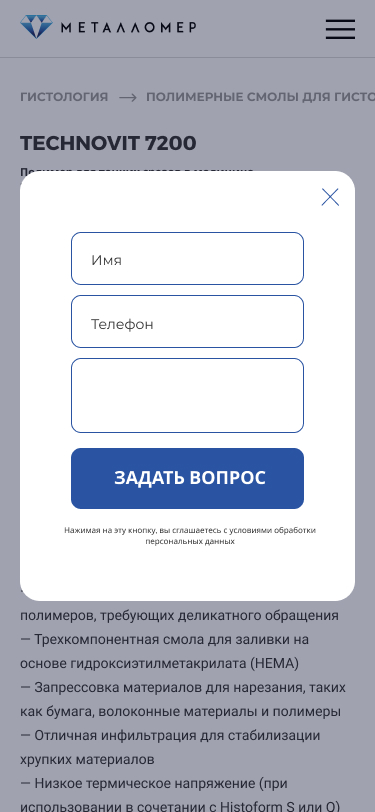 МЕТАЛЛОМЕР
ГИСТОЛОГИЯ → ПОЛИМЕРНЫЕ СМОЛЫ ДЛЯ ГИСТО
TECHNOVIT 7200
Имя
Телефон
ЗАДАТЬ ВОПРОС
Нажимая на эту кнопку, вы соглашаетесь с условиями обработки
персональных данных
полимеров, требующих деликатного обращения
— Трехкомпонентная смола для заливки на
основе гидроксиэтилметакрилата (HEMA)
— Запрессовка материалов для нарезания, таких
как бумага, волоконные материалы и полимеры
— Отличная инфильтрация для стабилизации
хрупких материалов
— Низкое термическое напряжение (при
использовании в сочетании с Histoform S или Q)